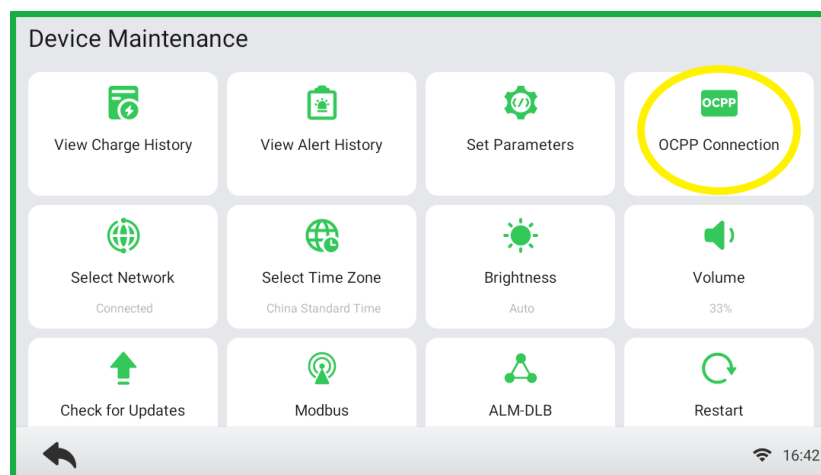 Device Maintenance
OCPP
View Charge History
View Alert History
Set Parameters
OCPP Connection
Select Network
Select Time Zone
Brightness
Volume
Connected
China Standard Time
Auto
33%
Check for Updates
Modbus
ALM-DLB
Restart
16:42